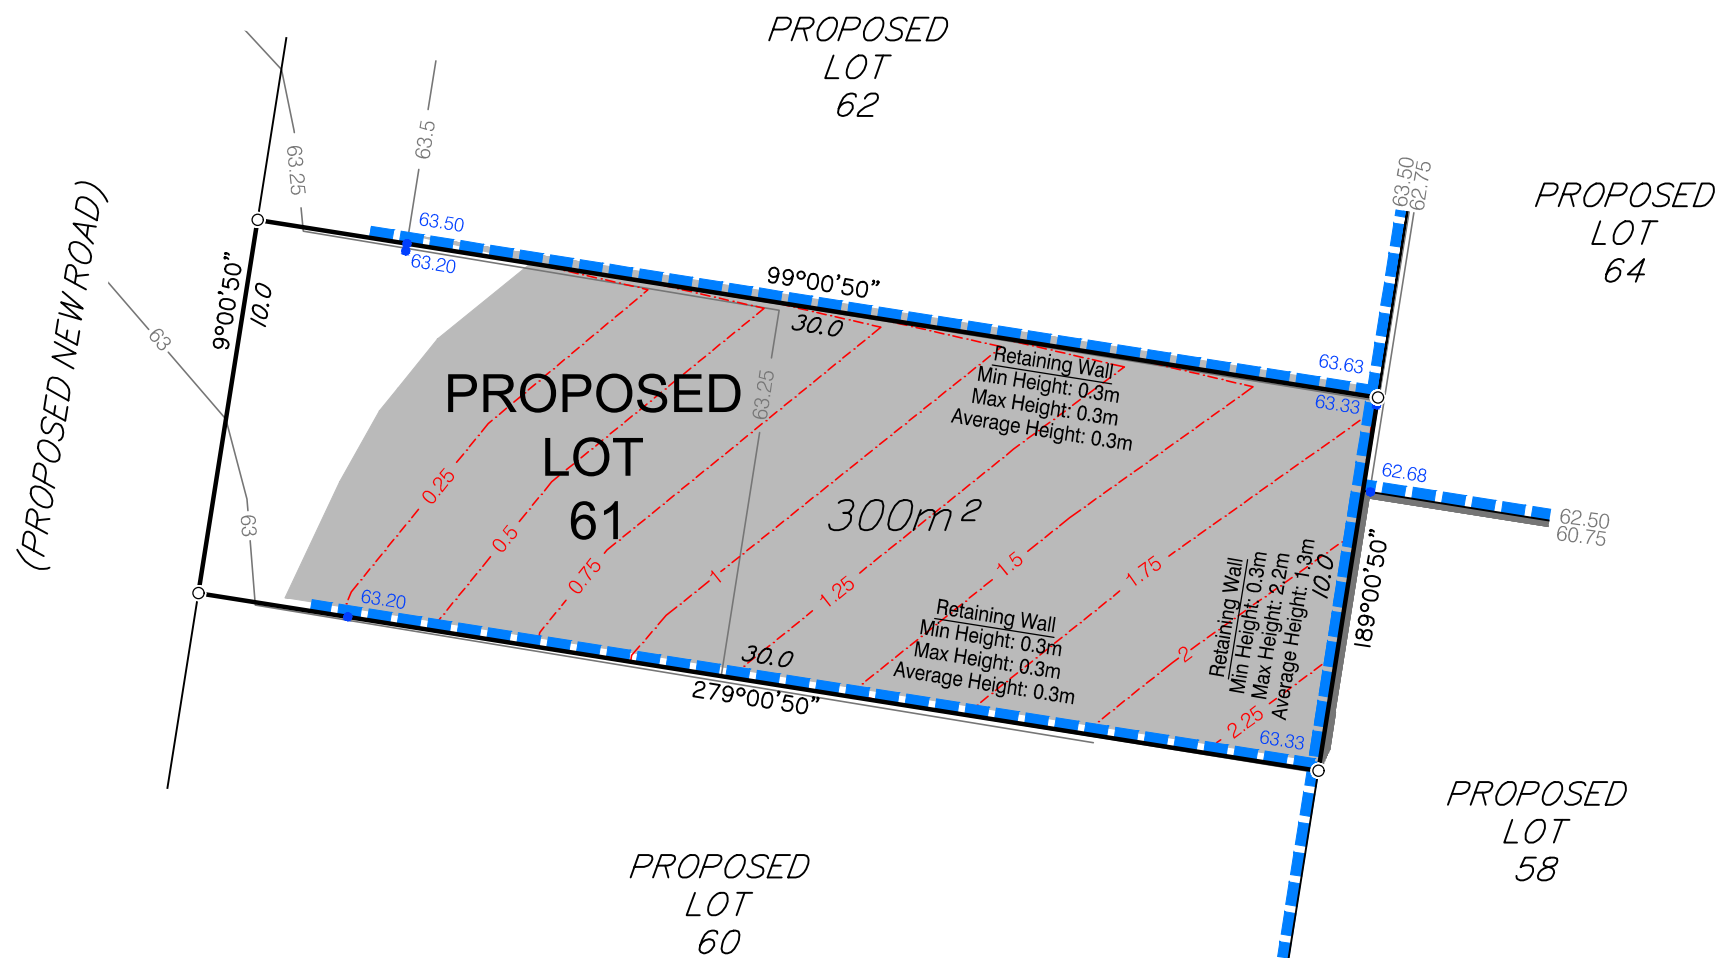 PROPOSED
LOT
62
63.5
63.25
63.50
62.75
PROPOSED
LOT
64
(PROPOSED NEW ROAD)
63.50
63.20
99°00'50"
30.0
9°00'50"
10.0
63
63.63
63.33
Retaining Wall
Min Height: 0.3m
Max Height: 0.3m
Average Height: 0.3m
PROPOSED
LOT
61
63.25
300m²
0.25
0.5
0.75
1
1.25
1.5
1.75
2
2.25
62.68
62.50
60.75
63
63.20
Retaining Wall
Min Height: 0.3m
Max Height: 0.3m
Average Height: 0.3m
Retaining Wall
Min Height: 0.3m
Max Height: 2.2m
Average Height: 1.3m
10.0
189°00'50"
30.0
279°00'50"
63.33
PROPOSED
LOT
58
PROPOSED
LOT
60